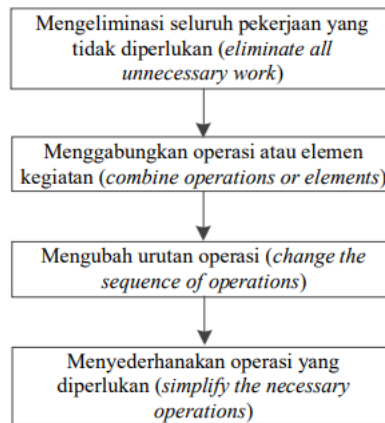 Mengeliminasi seluruh pekerjaan yang
tidak diperlukan (eliminate all
unnecessary work)
Menggabungkan operasi atau elemen
kegiatan (combine operations or elements)
Mengubah urutan operasi (change the
sequence of operations)
Menyederhanakan operasi yang
diperlukan (simplify the necessary
operations)